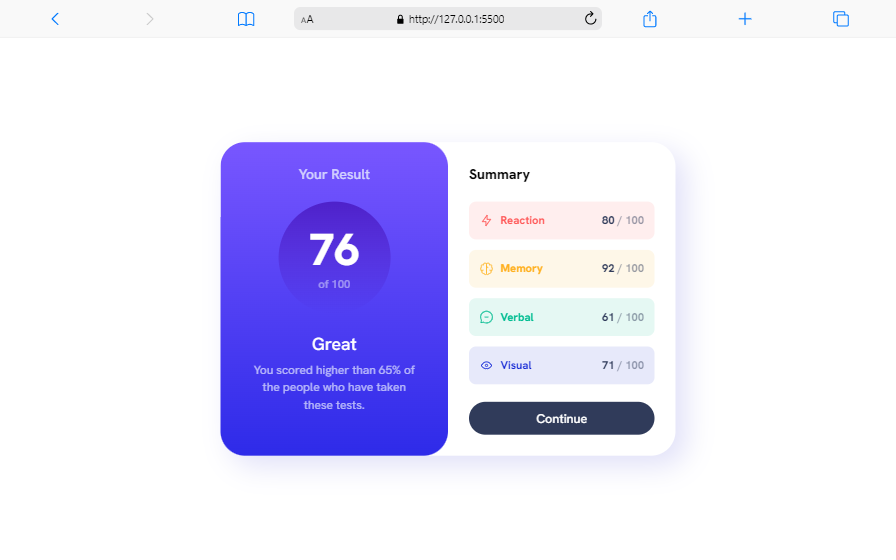 AA
http://127.0.0.1:5500
Your Result
76
of 100
Great
You scored higher than 65% of
the people who have taken
these tests.
Summary
Reaction 80 / 100
Memory 92 / 100
Verbal 61 / 100
Visual 71 / 100
Continue